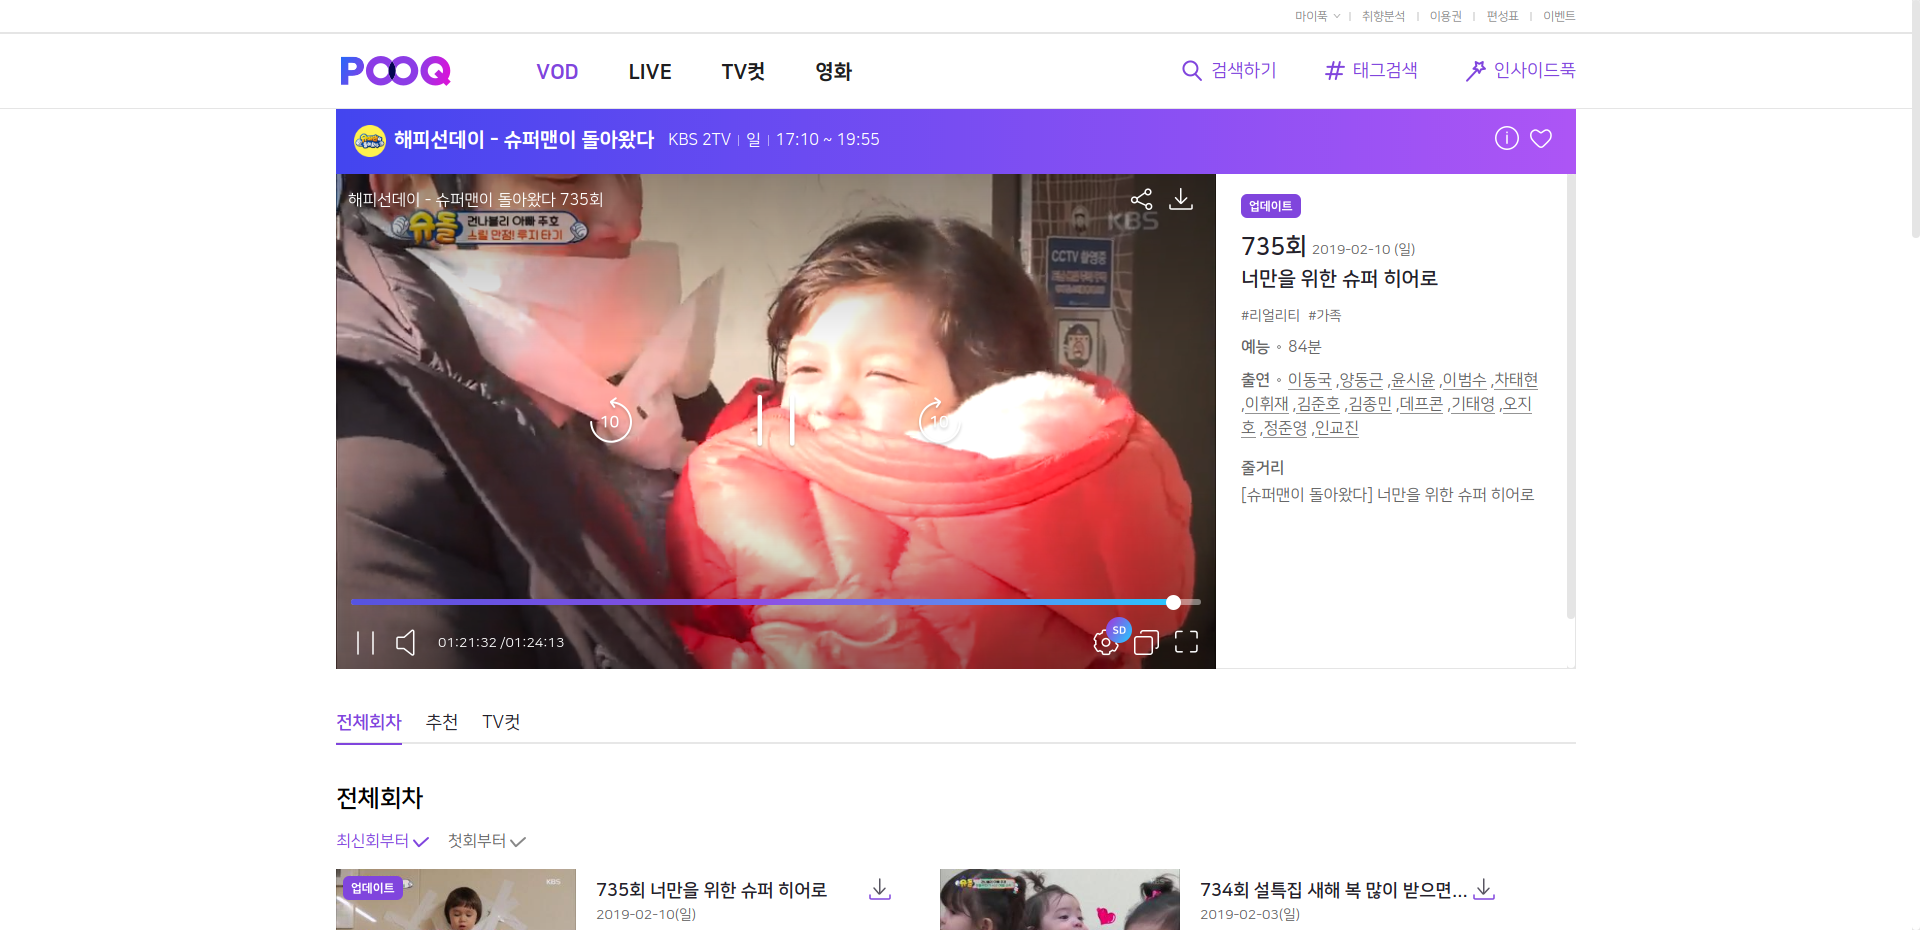 마이푹
취향분석
이용권
편성표
이벤트
POOQ
VOD
LIVE
TV컷
영화
검색하기
태그검색
인사이드푹
해피선데이 - 슈퍼맨이 돌아왔다
KBS 2TV
일
17:10 ~ 19:55
해피선데이 - 슈퍼맨이 돌아왔다 735회
KBS
슈돌
건나블리 아빠 주호
스릴 만점! 루지 타기
CCTV 촬영중
10
10
01:21:32 /01:24:13
SD
업데이트
735회 2019-02-10 (일)
너만을 위한 슈퍼 히어로
#리얼리티 #가족
예능 ∘ 84분
출연 ∘ 이동국 ,양동근 ,윤시윤 ,이범수 ,차태현
,이휘재 ,김준호 ,김종민 ,데프콘 ,기태영 ,오지
호 ,정준영 ,인교진
줄거리
[슈퍼맨이 돌아왔다] 너만을 위한 슈퍼 히어로
전체회차
추천
TV컷
전체회차
최신회부터
첫회부터
업데이트
KBS
735회 너만을 위한 슈퍼 히어로
2019-02-10(일)
슈돌
734회 설특집 새해 복 많이 받으면...
2019-02-03(일)